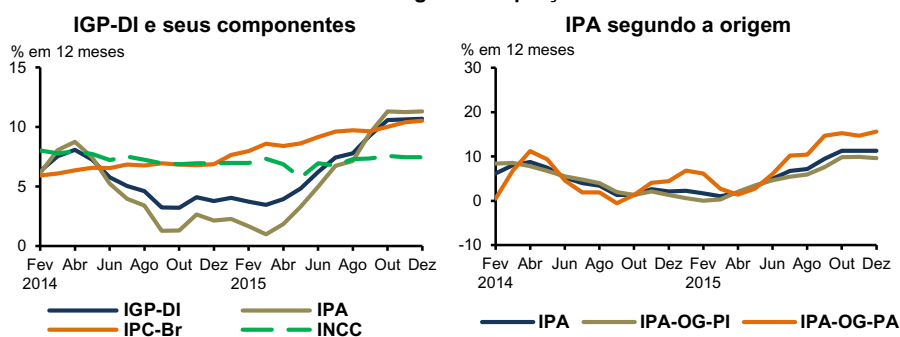 IGP-DI e seus componentes
% em 12 meses
15
10
5
0
Fev Abr Jun Ago Out Dez Fev Abr Jun Ago Out Dez
2014 2015
IGP-DI IPA
IPC-Br INCC
IPA segundo a origem
% em 12 meses
30
20
10
0
-10
Fev Abr Jun Ago Out Dez Fev Abr Jun Ago Out Dez
2014 2015
IPA IPA-OG-PI IPA-OG-PA